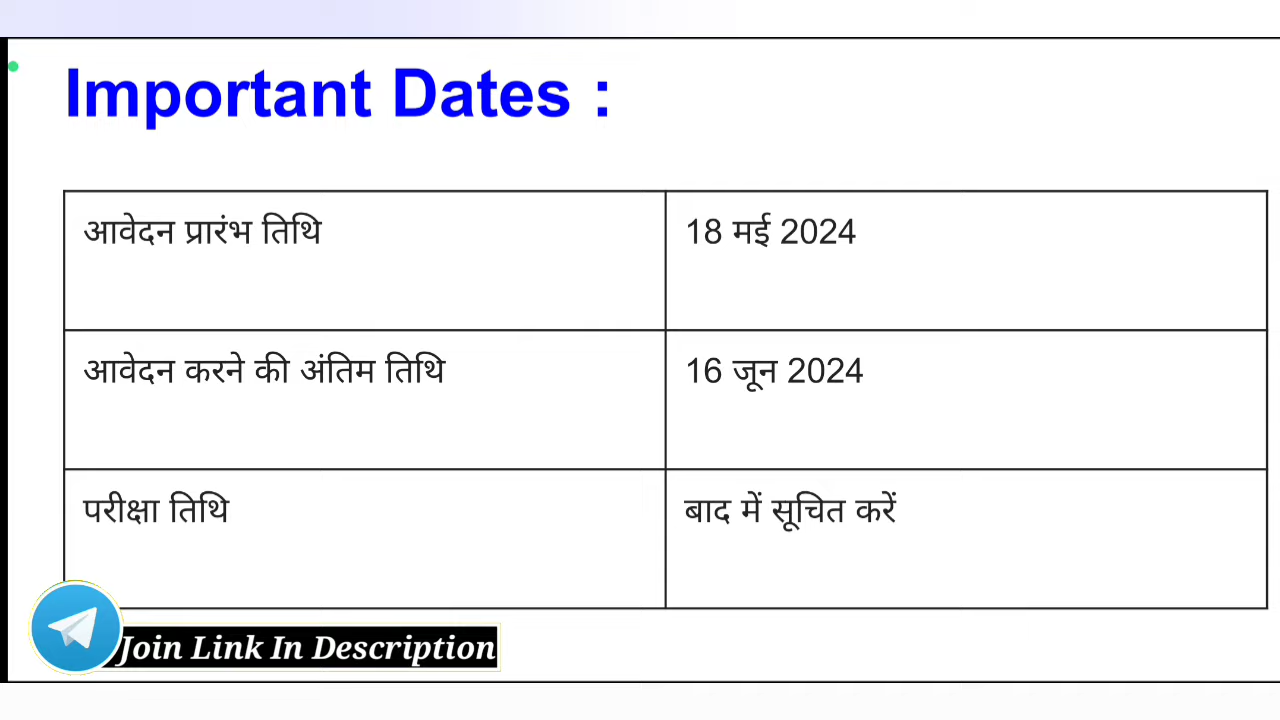 Important Dates :
आवेदन प्रारंभ तिथि 18 मई 2024
आवेदन करने की अंतिम तिथि 16 जून 2024
परीक्षा तिथि बाद में सूचित करें
Join Link In Description